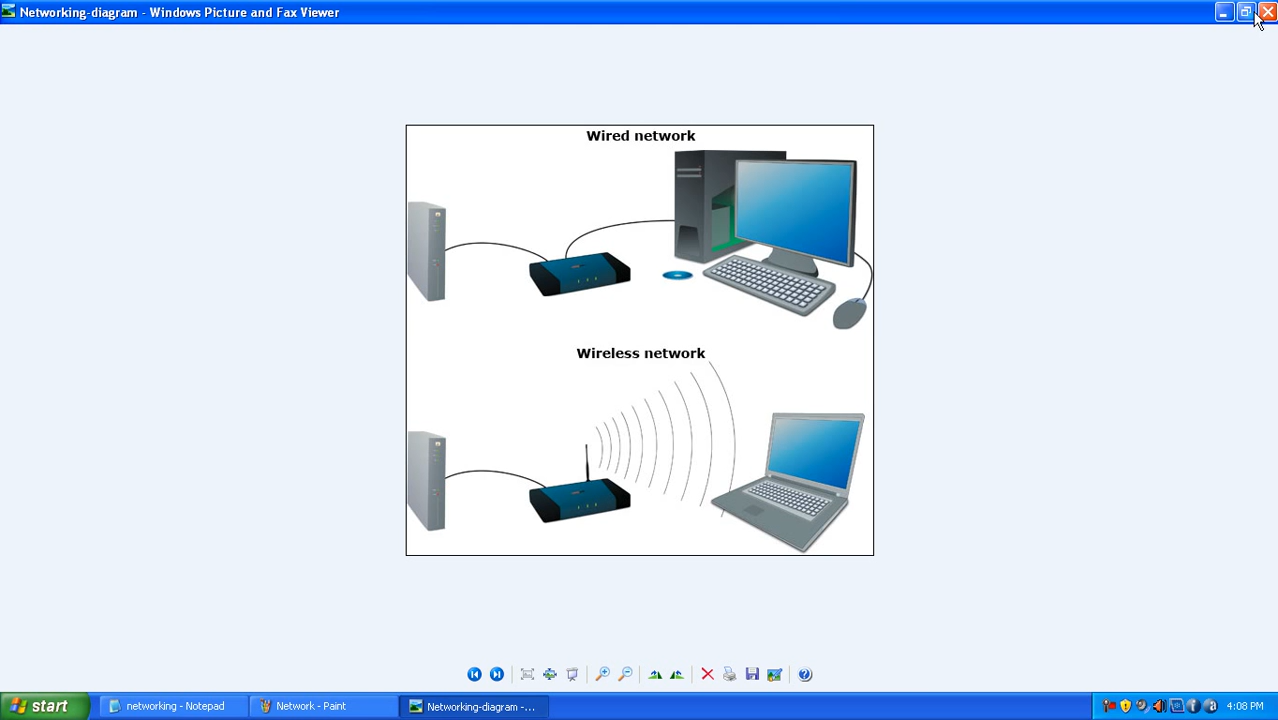 Networking-diagram - Windows Picture and Fax Viewer
Wired network
Wireless network
start
networking - Notepad
Network - Paint
Networking-diagram -...
4:08 PM